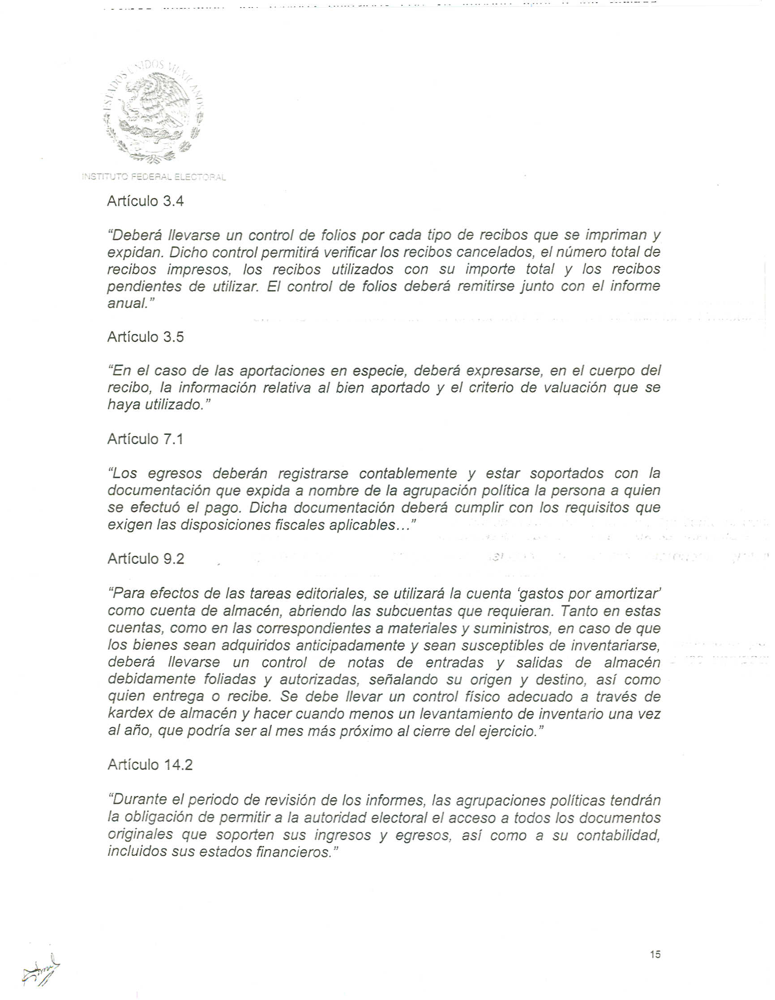 ESTADOS UNIDOS MEXICANOS
INSTITUTO FEDERAL ELECTORAL
Artículo 3.4
“Deberá llevarse un control de folios por cada tipo de recibos que se impriman y
expidan. Dicho control permitirá verificar los recibos cancelados, el número total de
recibos impresos, los recibos utilizados con su importe total y los recibos
pendientes de utilizar. El control de folios deberá remitirse junto con el informe
anual.”
Artículo 3.5
“En el caso de las aportaciones en especie, deberá expresarse, en el cuerpo del
recibo, la información relativa al bien aportado y el criterio de valuación que se
haya utilizado.”
Artículo 7.1
“Los egresos deberán registrarse contablemente y estar soportados con la
documentación que expida a nombre de la agrupación política la persona a quien
se efectuó el pago. Dicha documentación deberá cumplir con los requisitos que
exigen las disposiciones fiscales aplicables...”
Artículo 9.2
“Para efectos de las tareas editoriales, se utilizará la cuenta ‘gastos por amortizar’
como cuenta de almacén, abriendo las subcuentas que requieran. Tanto en estas
cuentas, como en las correspondientes a materiales y suministros, en caso de que
los bienes sean adquiridos anticipadamente y sean susceptibles de inventariarse,
deberá llevarse un control de notas de entradas y salidas de almacén
debidamente foliadas y autorizadas, señalando su origen y destino, así como
quien entrega o recibe. Se debe llevar un control físico adecuado a través de
kardex de almacén y hacer cuando menos un levantamiento de inventario una vez
al año, que podría ser al mes más próximo al cierre del ejercicio.”
Artículo 14.2
“Durante el periodo de revisión de los informes, las agrupaciones políticas tendrán
la obligación de permitir a la autoridad electoral el acceso a todos los documentos
originales que soporten sus ingresos y egresos, así como a su contabilidad,
incluidos sus estados financieros.”
15